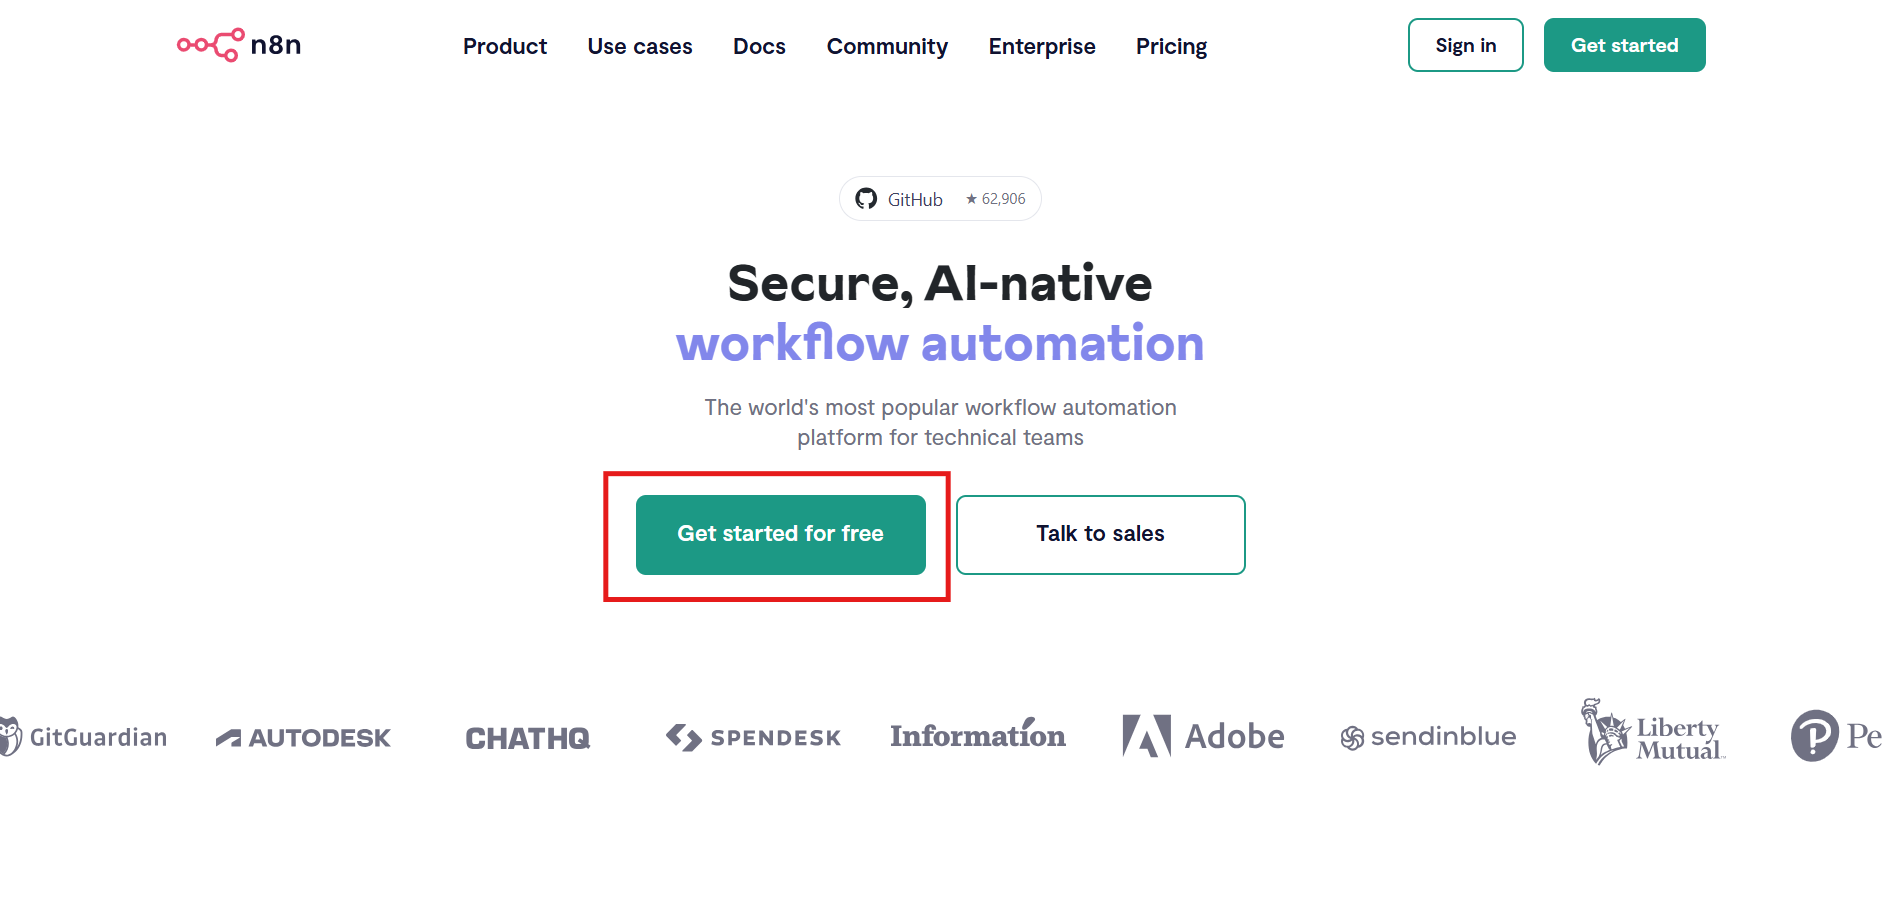 n8n
Product Use cases Docs Community Enterprise Pricing
Sign in Get started
GitHub ★ 62,906
Secure, AI-native
workflow automation
The world's most popular workflow automation
platform for technical teams
Get started for free Talk to sales
GitGuardian AUTODESK CHATHQ SPENDESK Information Adobe sendinblue Liberty Mutual Pe